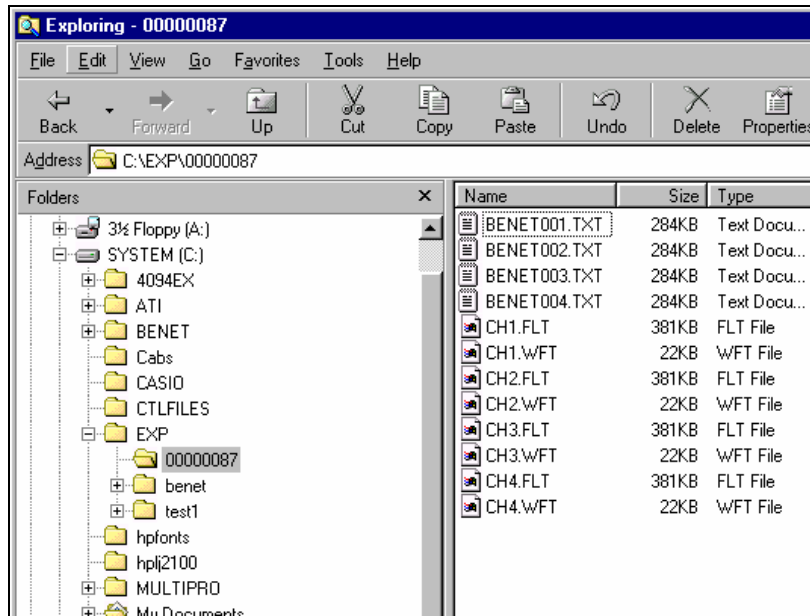 Exploring - 00000087
File Edit View Go Favorites Tools Help
Back Forward Up Cut Copy Paste Undo Delete Properties
Address C:\EXP\00000087
Folders
3½ Floppy (A:)
SYSTEM (C:)
4094EX
ATI
BENET
Cabs
CASIO
CTLFILES
EXP
00000087
benet
test1
hpfonts
hplj2100
MULTIPRO
My Documents
Name Size Type
BENET001.TXT 284KB Text Docu...
BENET002.TXT 284KB Text Docu...
BENET003.TXT 284KB Text Docu...
BENET004.TXT 284KB Text Docu...
CH1.FLT 381KB FLT File
CH1.WFT 22KB WFT File
CH2.FLT 381KB FLT File
CH2.WFT 22KB WFT File
CH3.FLT 381KB FLT File
CH3.WFT 22KB WFT File
CH4.FLT 381KB FLT File
CH4.WFT 22KB WFT File